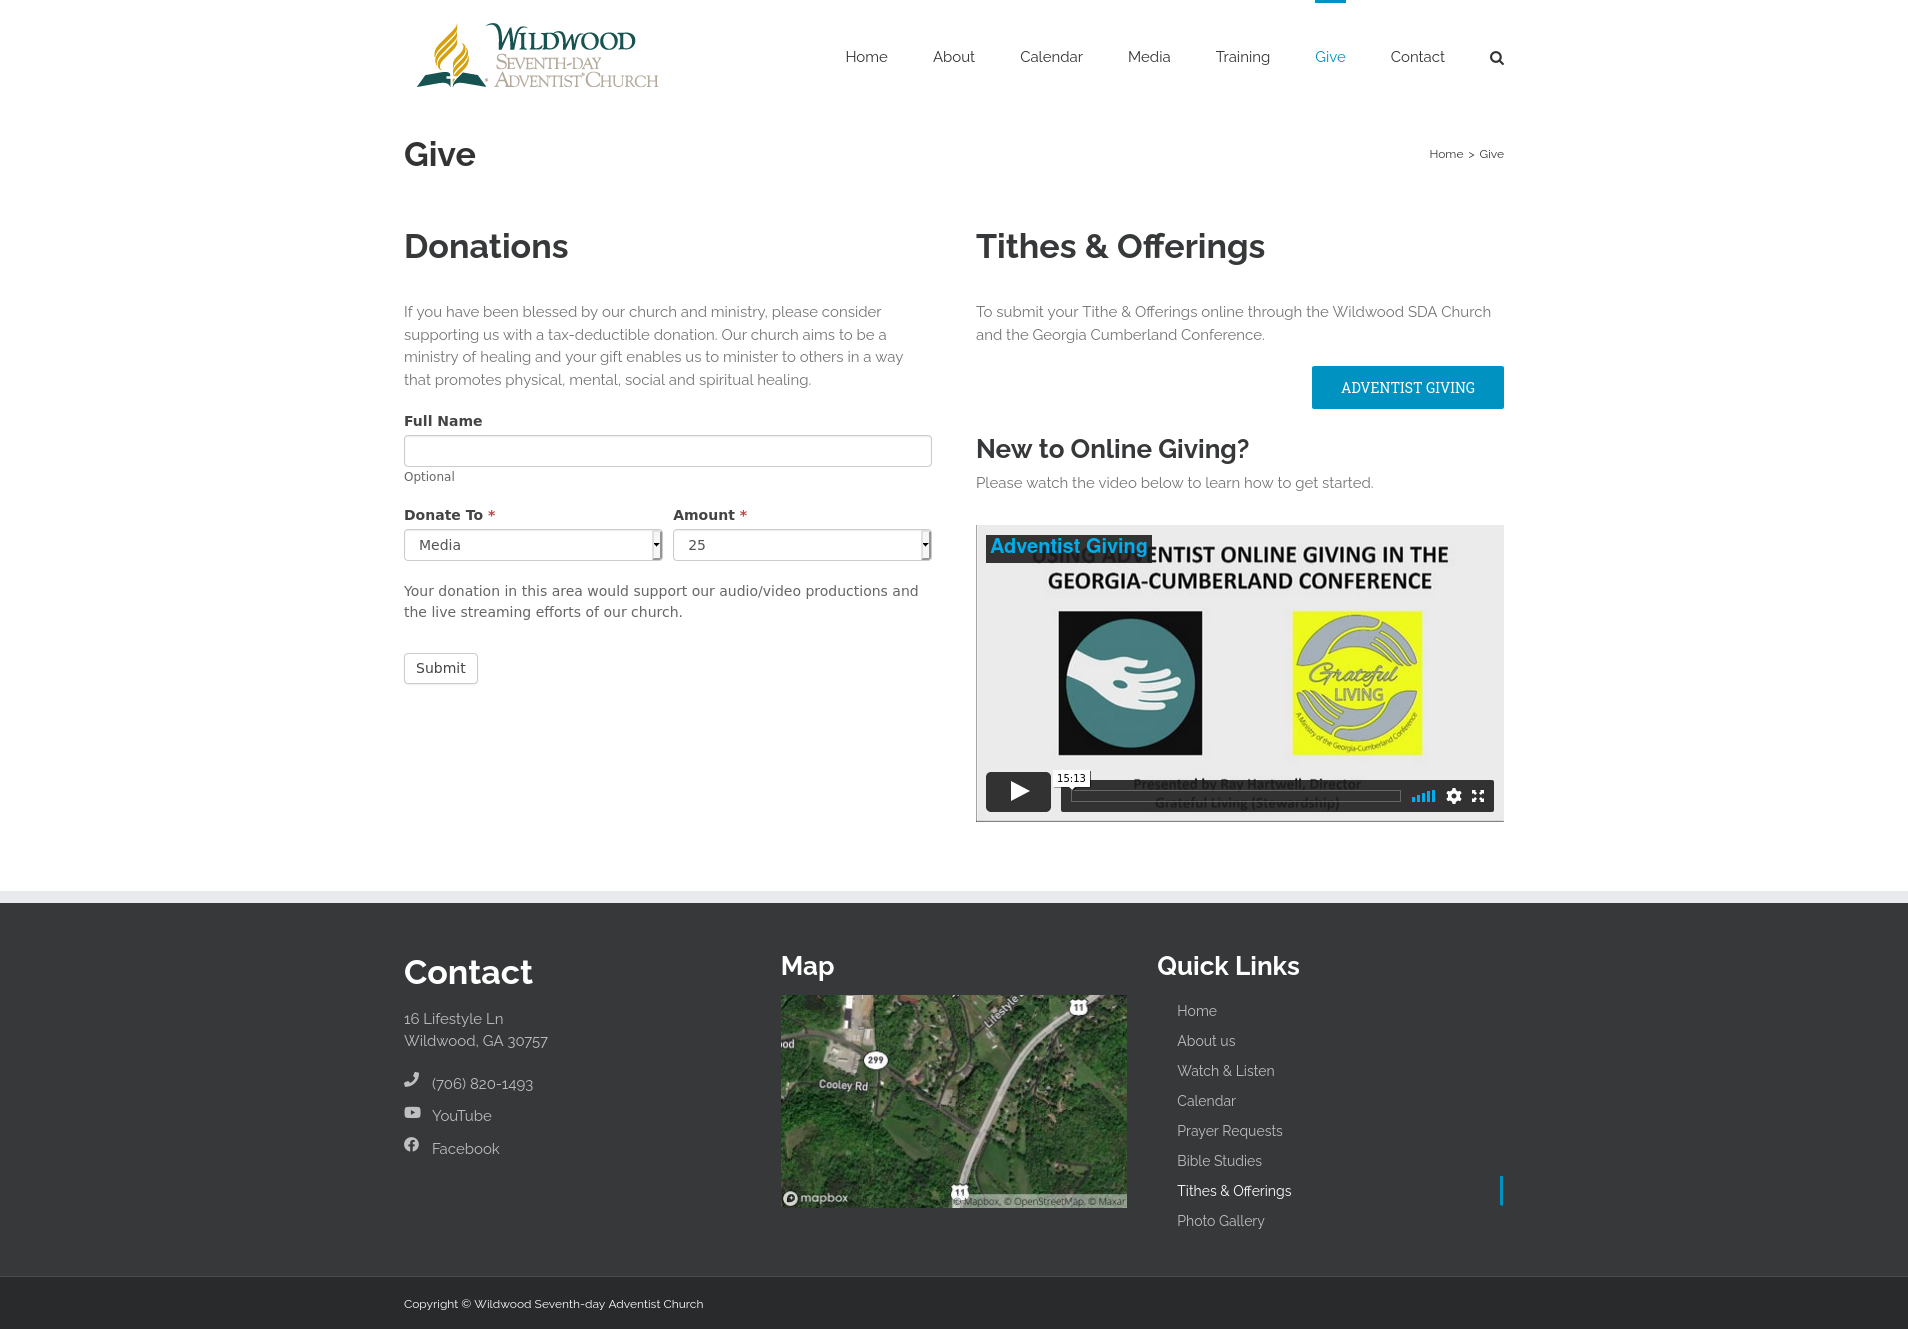 WILDWOOD
SEVENTH-DAY
ADVENTIST CHURCH
Home
About
Calendar
Media
Training
Give
Contact
Give
Home > Give
Donations
If you have been blessed by our church and ministry, please consider
supporting us with a tax-deductible donation. Our church aims to be a
ministry of healing and your gift enables us to minister to others in a way
that promotes physical, mental, social and spiritual healing.
Full Name
Optional
Donate To *
Amount *
Media
25
Your donation in this area would support our audio/video productions and
the live streaming efforts of our church.
Submit
Tithes & Offerings
To submit your Tithe & Offerings online through the Wildwood SDA Church
and the Georgia Cumberland Conference.
ADVENTIST GIVING
New to Online Giving?
Please watch the video below to learn how to get started.
Adventist Giving
USING ADVENTIST ONLINE GIVING IN THE
GEORGIA-CUMBERLAND CONFERENCE
Grateful
LIVING
A Ministry of the Georgia-Cumberland Conference
15:13
Presented by Ray Hartwell, Director
Grateful Living (Stewardship)
Contact
16 Lifestyle Ln
Wildwood, GA 30757
(706) 820-1493
YouTube
Facebook
Map
Lifestyle
11
ood
299
Cooley Rd
11
mapbox
© Mapbox, © OpenStreetMap, © Maxar
Quick Links
Home
About us
Watch & Listen
Calendar
Prayer Requests
Bible Studies
Tithes & Offerings
Photo Gallery
Copyright © Wildwood Seventh-day Adventist Church